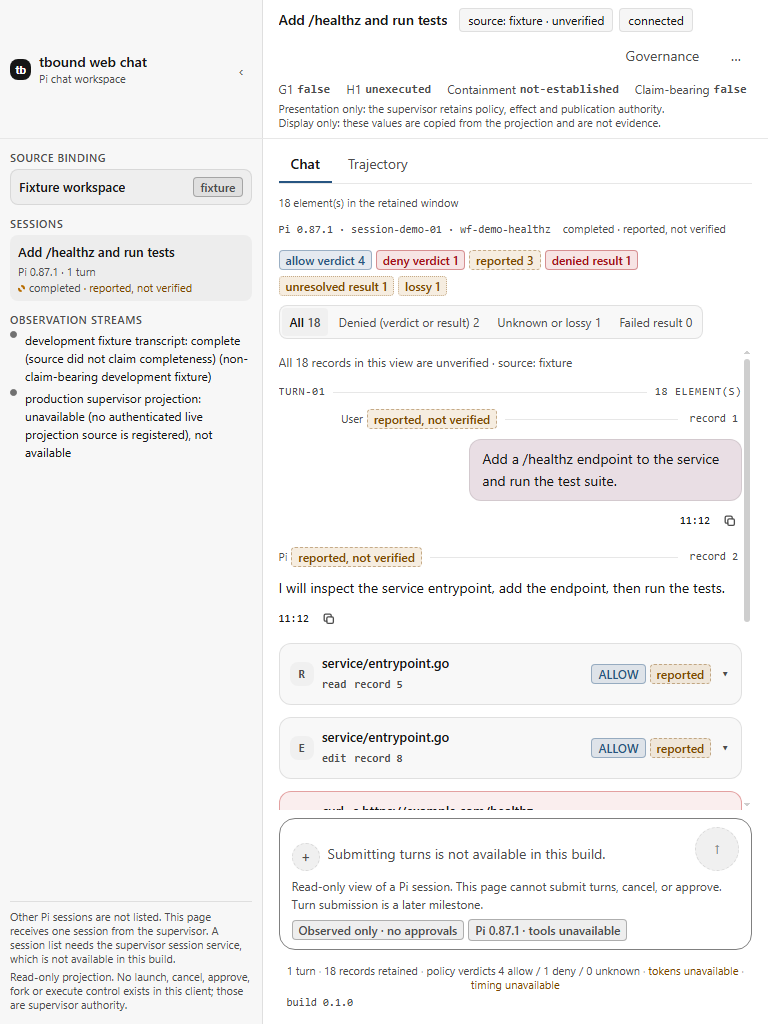 tb
tbound web chat
Pi chat workspace
‹
SOURCE BINDING
Fixture workspace fixture
SESSIONS
Add /healthz and run tests
Pi 0.87.1 · 1 turn
completed · reported, not verified
OBSERVATION STREAMS
development fixture transcript: complete
(source did not claim completeness) (non-
claim-bearing development fixture)
production supervisor projection:
unavailable (no authenticated live
projection source is registered), not
available
Other Pi sessions are not listed. This page
receives one session from the supervisor. A
session list needs the supervisor session service,
which is not available in this build.
Read-only projection. No launch, cancel, approve,
fork or execute control exists in this client; those
are supervisor authority.
Add /healthz and run tests source: fixture · unverified connected
Governance ...
G1 false H1 unexecuted Containment not-established Claim-bearing false
Presentation only: the supervisor retains policy, effect and publication authority.
Display only: these values are copied from the projection and are not evidence.
Chat Trajectory
18 element(s) in the retained window
Pi 0.87.1 · session-demo-01 · wf-demo-healthz completed · reported, not verified
allow verdict 4 deny verdict 1 reported 3 denied result 1
unresolved result 1 lossy 1
All 18 Denied (verdict or result) 2 Unknown or lossy 1 Failed result 0
All 18 records in this view are unverified · source: fixture
TURN-01 18 ELEMENT(S)
User reported, not verified record 1
Add a /healthz endpoint to the service
and run the test suite.
11:12
Pi reported, not verified record 2
I will inspect the service entrypoint, add the endpoint, then run the tests.
11:12
R service/entrypoint.go ALLOW reported ▾
read record 5
E service/entrypoint.go ALLOW reported ▾
edit record 8
+ Submitting turns is not available in this build. ↑
Read-only view of a Pi session. This page cannot submit turns, cancel, or approve.
Turn submission is a later milestone.
Observed only · no approvals Pi 0.87.1 · tools unavailable
1 turn · 18 records retained · policy verdicts 4 allow / 1 deny / 0 unknown · tokens unavailable ·
timing unavailable
build 0.1.0